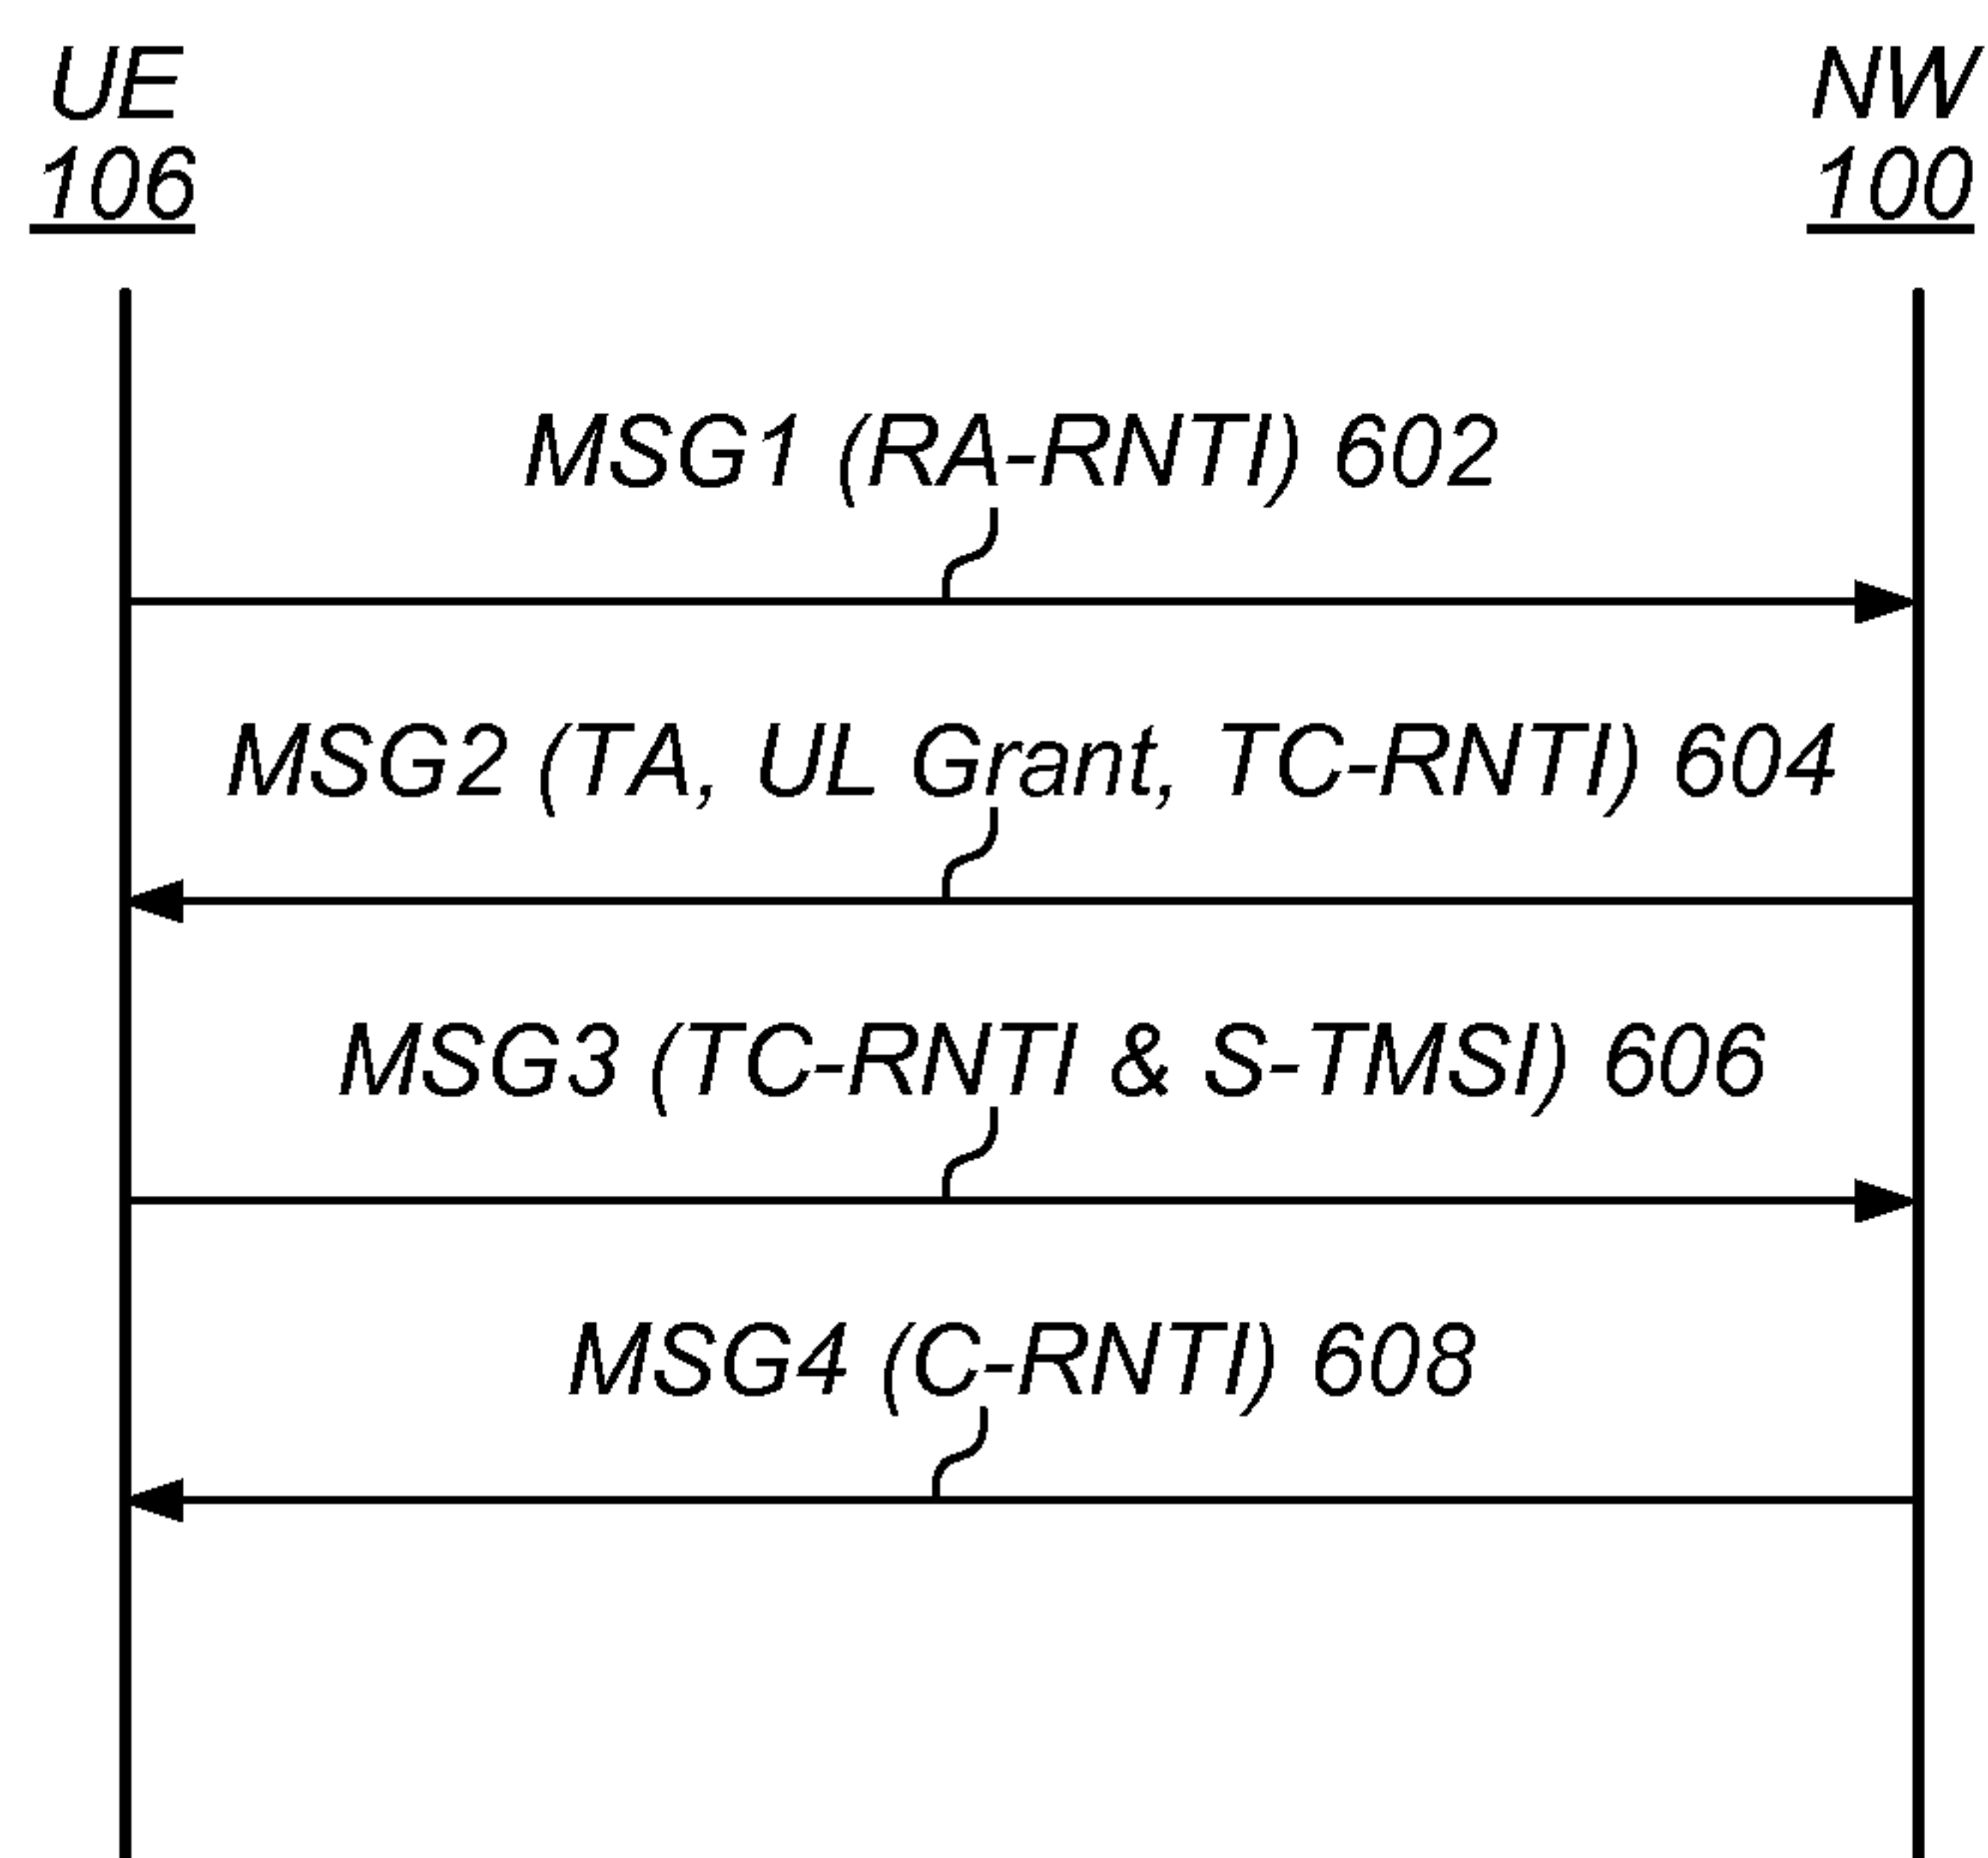 UE
106
NW
100
MSG1 (RA-RNTI) 602
MSG2 (TA, UL Grant, TC-RNTI) 604
MSG3 (TC-RNTI & S-TMSI) 606
MSG4 (C-RNTI) 608